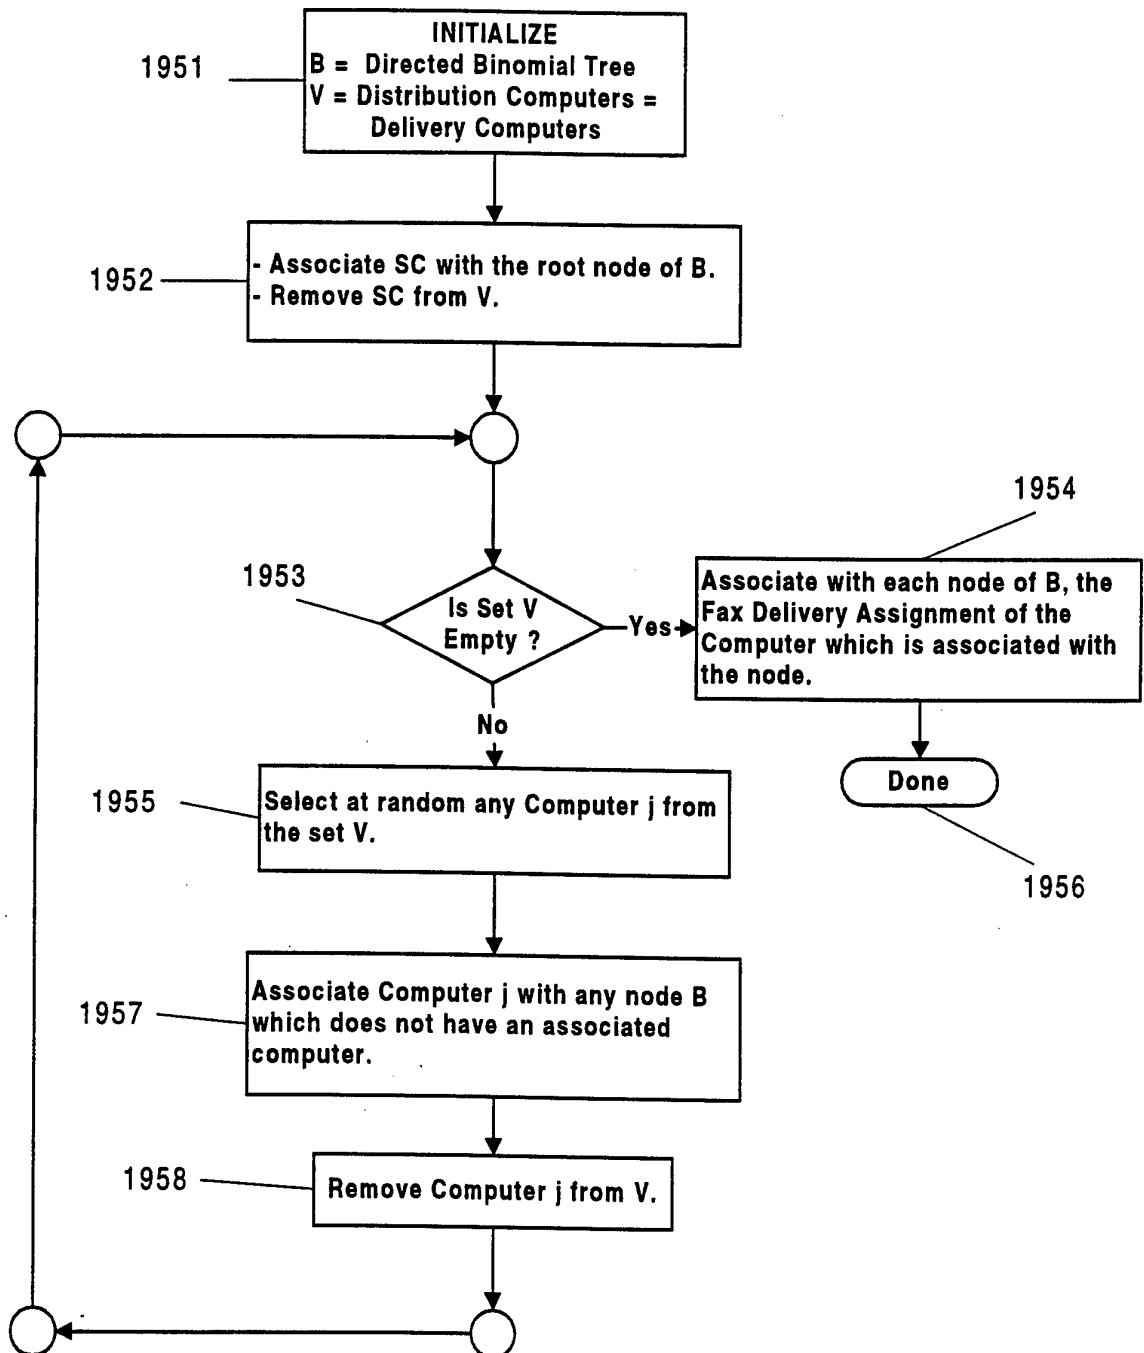 INITIALIZE
B = Directed Binomial Tree
V = Distribution Computers =
Delivery Computers
1951
- Associate SC with the root node of B.
- Remove SC from V.
1952
1953
Is Set V
Empty ?
Yes
1954
Associate with each node of B, the
Fax Delivery Assignment of the
Computer which is associated with
the node.
No
Done
1956
1955
Select at random any Computer j from
the set V.
1957
Associate Computer j with any node B
which does not have an associated
computer.
1958
Remove Computer j from V.